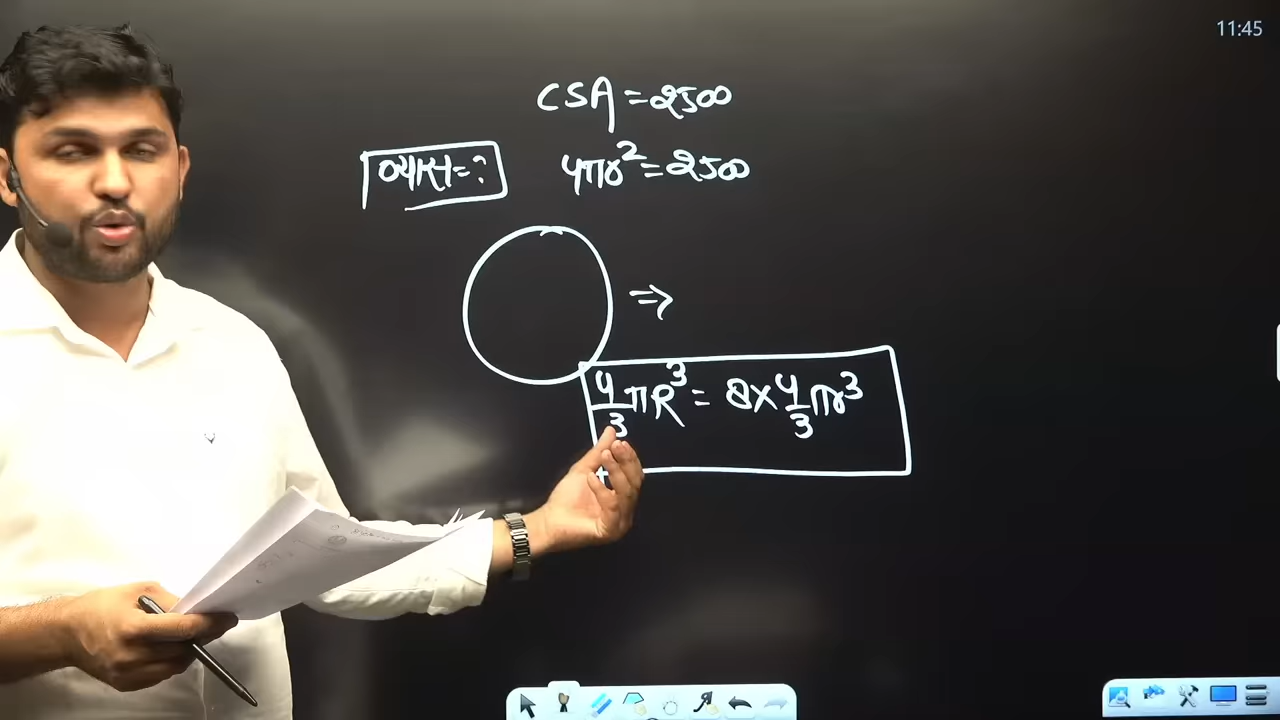 11:45
CSA = 2500
व्यास = ?
4πr² = 2500
⇒
4/3 πR³ = 8 × 4/3 πr³